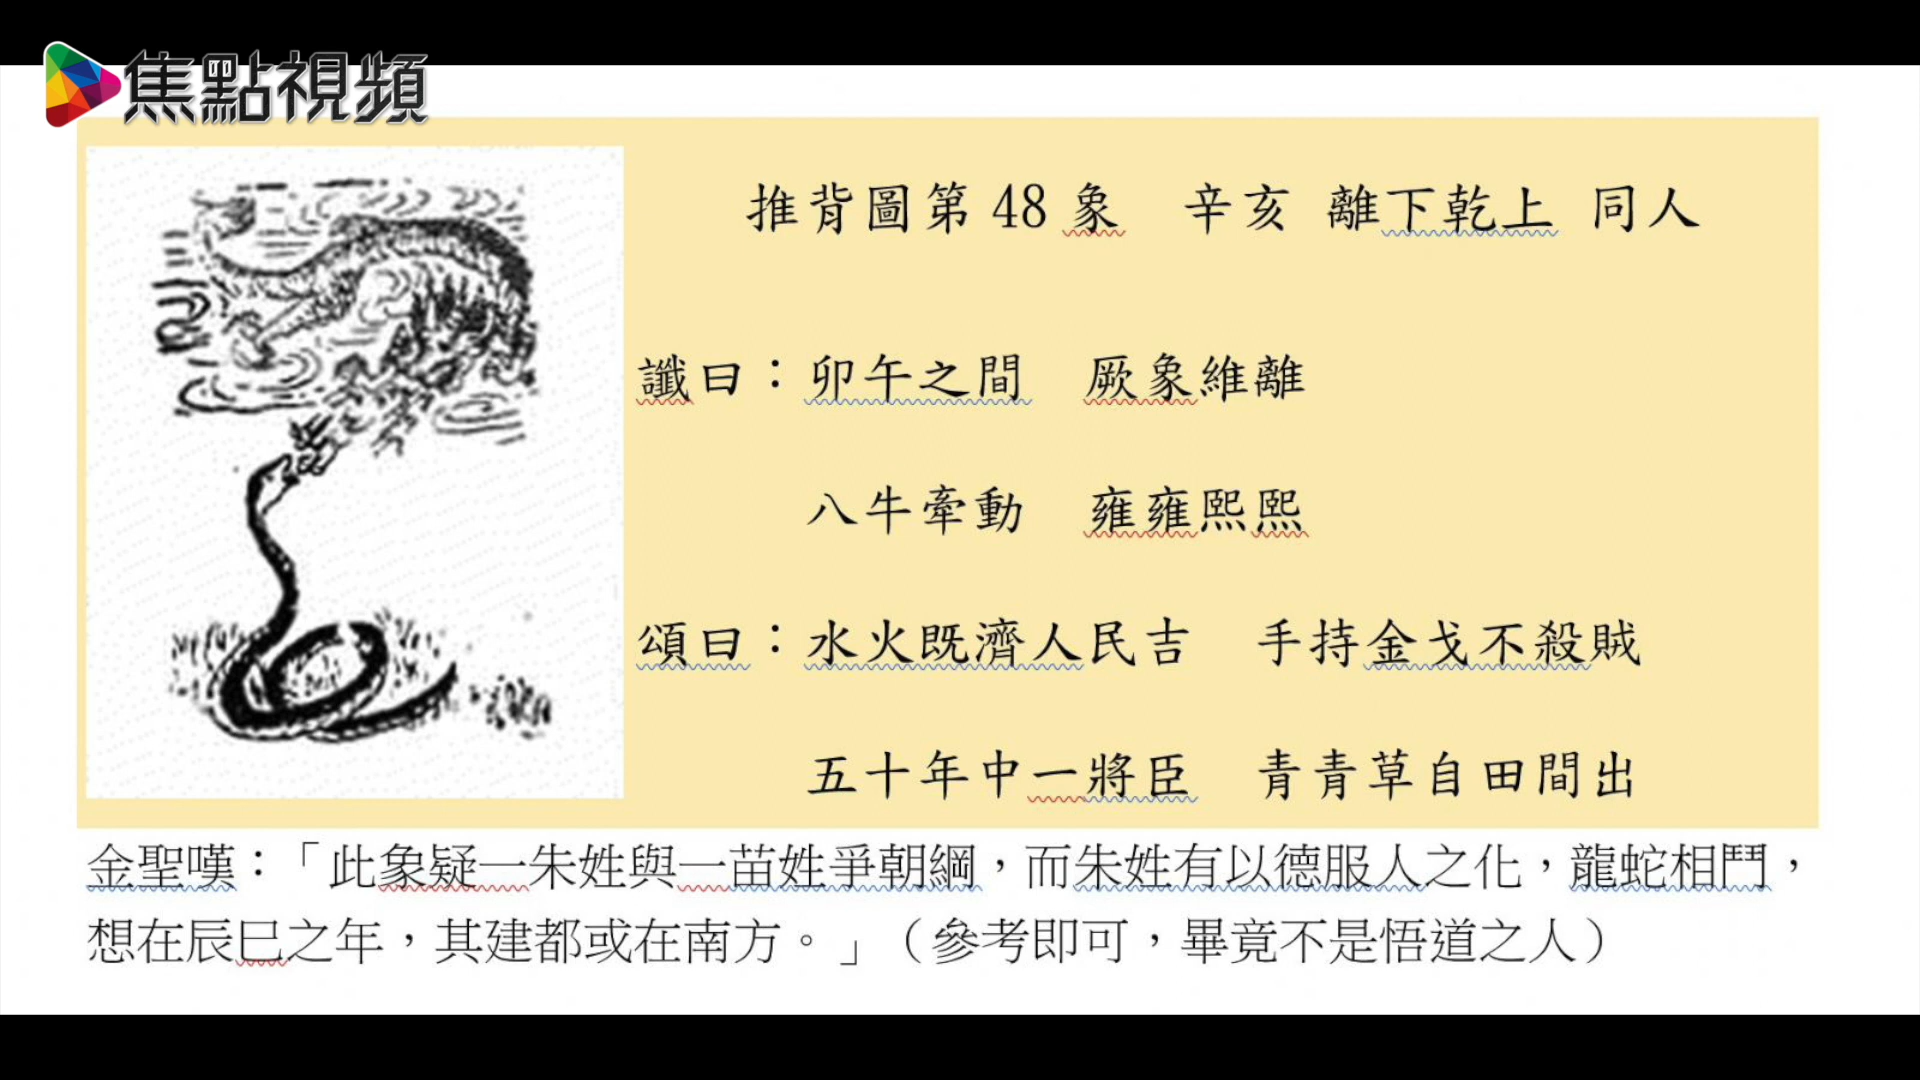 焦點視頻
推背圖第 48 象 辛亥 離下乾上 同人
讖曰：卯午之間 厥象維離
八牛牽動 雍雍熙熙
頌曰：水火既濟人民吉 手持金戈不殺賊
五十年中一將臣 青青草自田間出
金聖嘆：「此象疑一朱姓與一苗姓爭朝綱，而朱姓有以德服人之化，龍蛇相鬥，
想在辰巳之年，其建都或在南方。」（參考即可，畢竟不是悟道之人）